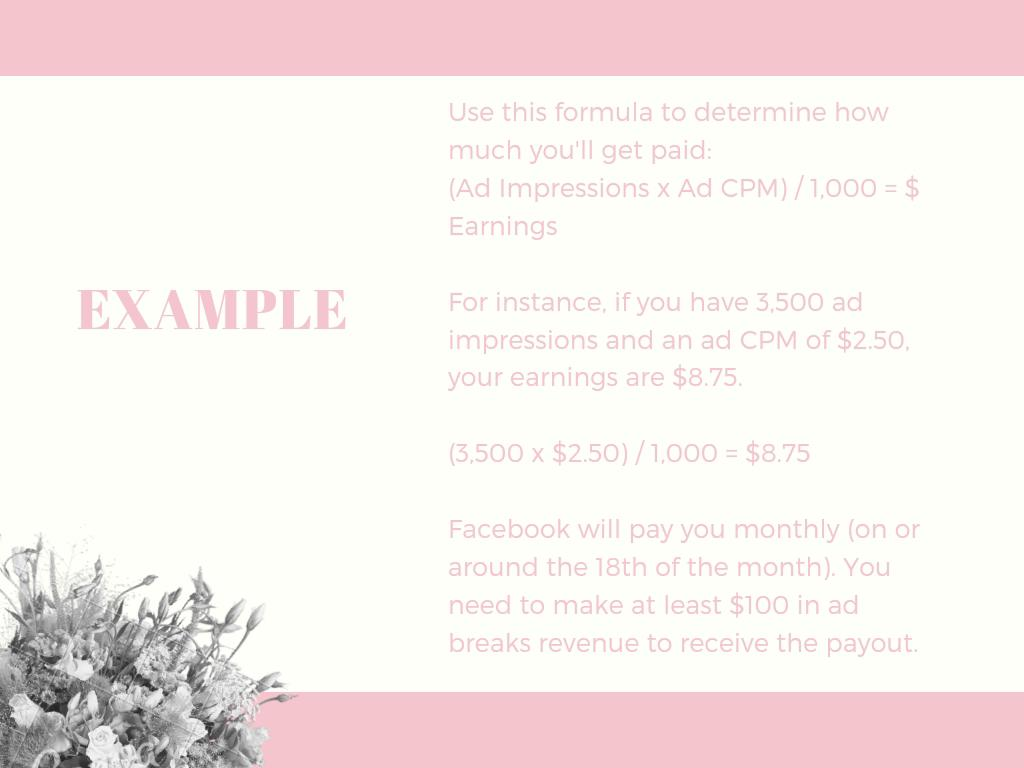 EXAMPLE
Use this formula to determine how
much you'll get paid:
(Ad Impressions x Ad CPM) / 1,000 = $
Earnings
For instance, if you have 3,500 ad
impressions and an ad CPM of $2.50,
your earnings are $8.75.
(3,500 x $2.50) / 1,000 = $8.75
Facebook will pay you monthly (on or
around the 18th of the month). You
need to make at least $100 in ad
breaks revenue to receive the payout.